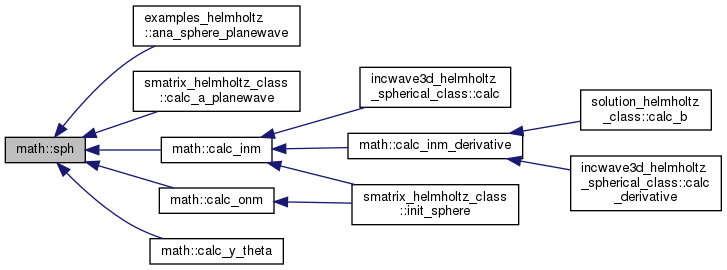 examples_helmholtz
::ana_sphere_planewave
smatrix_helmholtz_class
::calc_a_planewave
incwave3d_helmholtz
_spherical_class::calc
solution_helmholtz
_class::calc_b
math::sph
math::calc_inm
math::calc_inm_derivative
incwave3d_helmholtz
_spherical_class::calc
_derivative
math::calc_onm
smatrix_helmholtz_class
::init_sphere
math::calc_y_theta